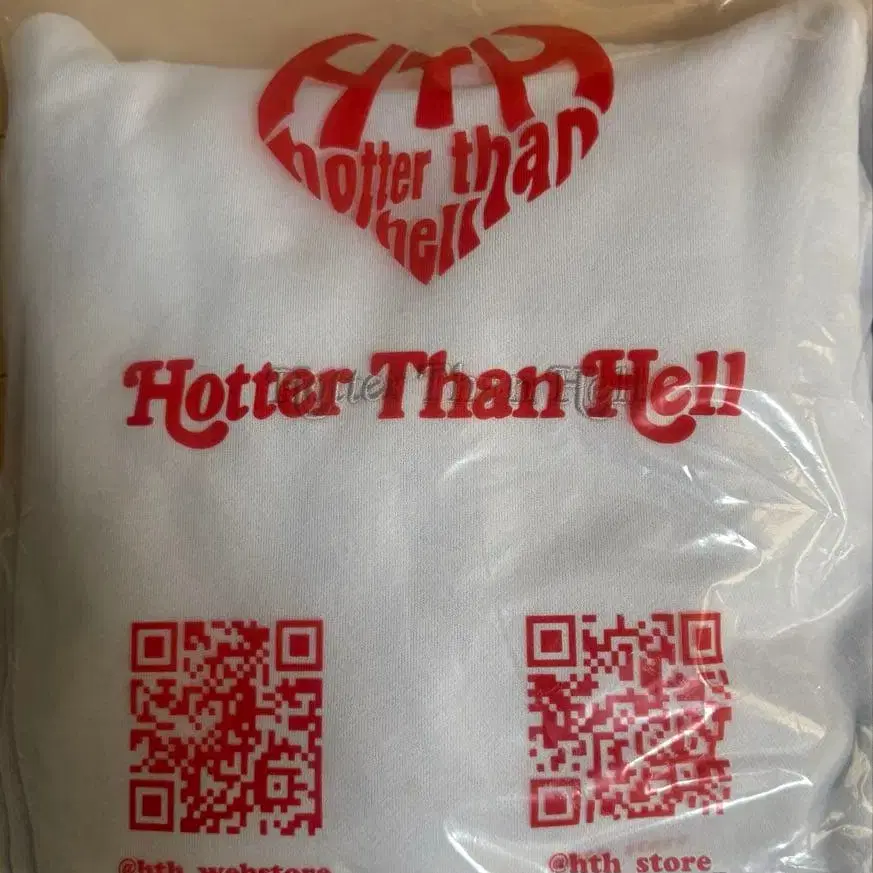 HTH
hotter than
hell
Hotter Than Hell
Hotter Than Hell
@hth_webstore
@hth_store